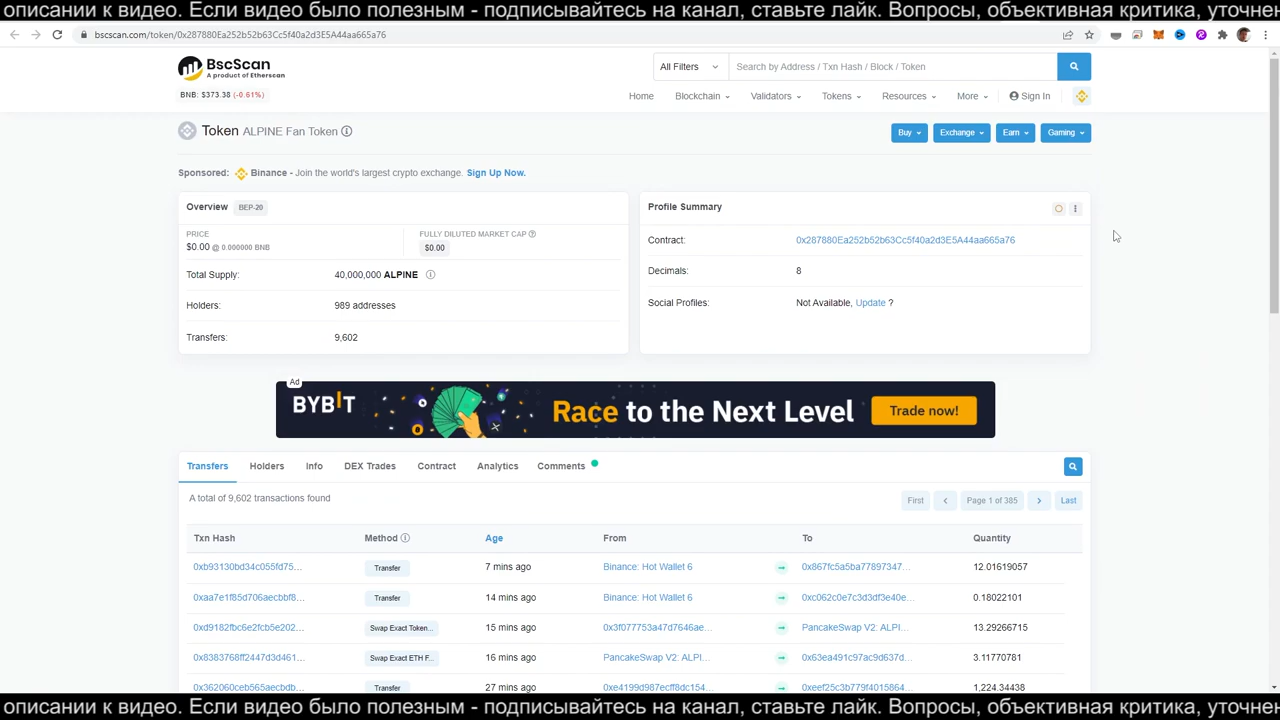 описании к видео. Если видео было полезным - подписывайтесь на канал, ставьте лайк. Вопросы, объективная критика, уточнен
bscscan.com/token/0x287880Ea252b52b63Cc5f40a2d3E5A44aa665a76
BscScan
A product of Etherscan
All Filters
Search by Address / Txn Hash / Block / Token
BNB: $373.38 (-0.61%)
Home Blockchain Validators Tokens Resources More Sign In
Token ALPINE Fan Token
Buy Exchange Earn Gaming
Sponsored: Binance - Join the world's largest crypto exchange. Sign Up Now.
Overview BEP-20
PRICE
$0.00 @ 0.000000 BNB
FULLY DILUTED MARKET CAP
$0.00
Total Supply: 40,000,000 ALPINE
Holders: 989 addresses
Transfers: 9,602
Profile Summary
Contract: 0x287880Ea252b52b63Cc5f40a2d3E5A44aa665a76
Decimals: 8
Social Profiles: Not Available, Update ?
Ad
BYBIT
Race to the Next Level
Trade now!
Transfers Holders Info DEX Trades Contract Analytics Comments
A total of 9,602 transactions found
First Page 1 of 385 Last
Txn Hash Method Age From To Quantity
0xb93130bd34c055fd75... Transfer 7 mins ago Binance: Hot Wallet 6 0x867fc5a5ba77897347... 12.01619057
0xaa7e1f85d706aecbbf8... Transfer 14 mins ago Binance: Hot Wallet 6 0xc062c0e7c3d3df3e40e... 0.18022101
0xd9182fbc6e2fcb5e202... Swap Exact Token... 15 mins ago 0x3f077753a47d7646ae... PancakeSwap V2: ALPI... 13.29266715
0x8383768ff2447d3d461... Swap Exact ETH F... 16 mins ago PancakeSwap V2: ALPI... 0x63ea491c97ac9d637d... 3.11770781
0x362060ceb565aecbdb... Transfer 27 mins ago 0xe4199d987ecff8dc154... 0xeef25c3b779f4015864... 1,224.34438
описании к видео. Если видео было полезным - подписывайтесь на канал, ставьте лайк. Вопросы, объективная критика, уточнен